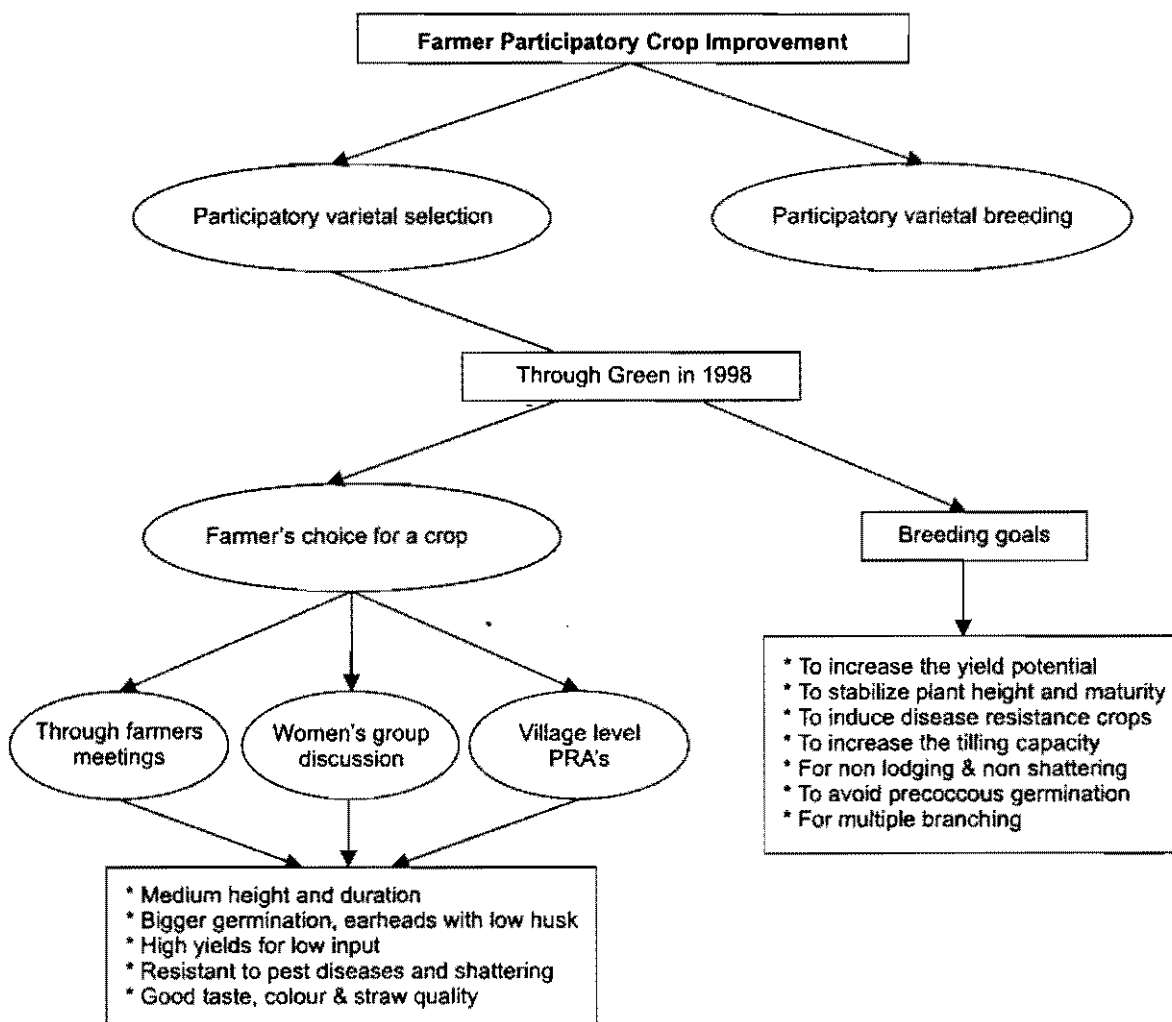 Farmer Participatory Crop Improvement
Participatory varietal selection
Participatory varietal breeding
Through Green in 1998
Farmer's choice for a crop
Breeding goals
Through farmers
meetings
Women's group
discussion
Village level
PRA's
* To increase the yield potential
* To stabilize plant height and maturity
* To induce disease resistance crops
* To increase the tilling capacity
* For non lodging & non shattering
* To avoid precoccous germination
* For multiple branching
* Medium height and duration
* Bigger germination, earheads with low husk
* High yields for low input
* Resistant to pest diseases and shattering
* Good taste, colour & straw quality